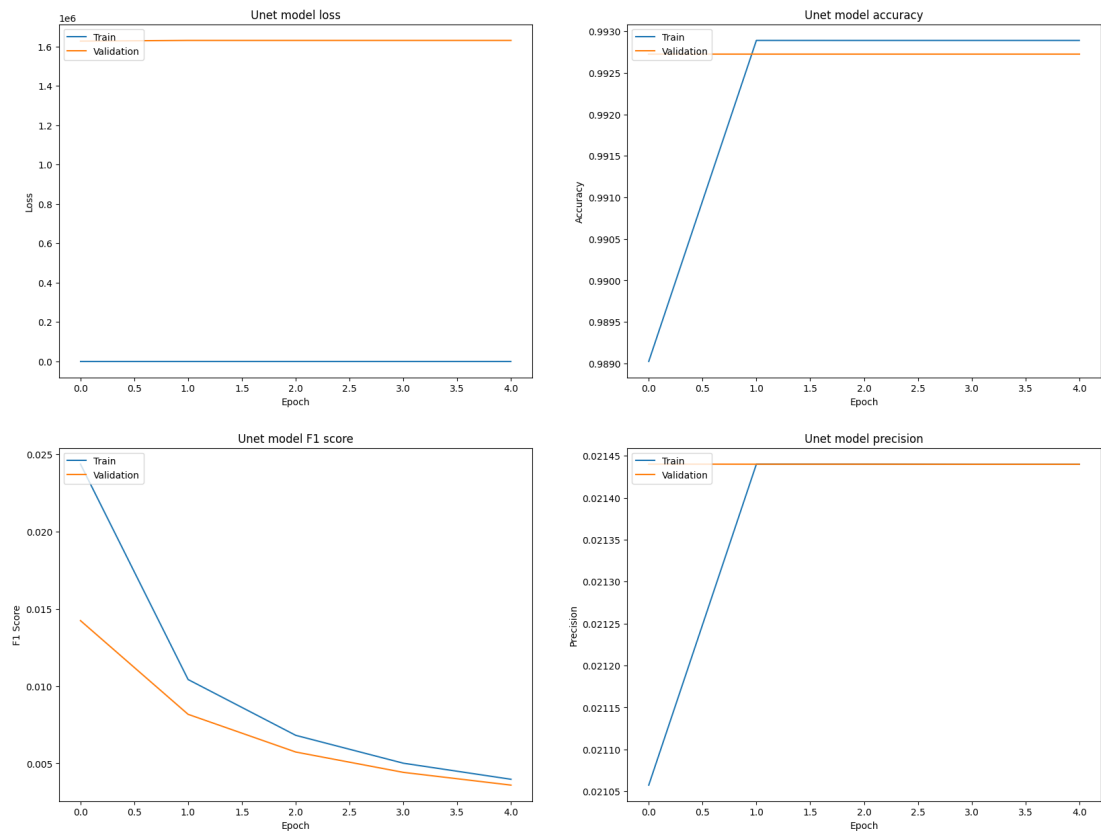 Unet model loss
1e6
Train
Validation
1.6
1.4
1.2
1.0
0.8
0.6
0.4
0.2
0.0
Loss
0.0 0.5 1.0 1.5 2.0 2.5 3.0 3.5 4.0
Epoch
Unet model accuracy
Train
Validation
0.9930
0.9925
0.9920
0.9915
0.9910
0.9905
0.9900
0.9895
0.9890
Accuracy
0.0 0.5 1.0 1.5 2.0 2.5 3.0 3.5 4.0
Epoch
Unet model F1 score
Train
Validation
0.025
0.020
0.015
0.010
0.005
F1 Score
0.0 0.5 1.0 1.5 2.0 2.5 3.0 3.5 4.0
Epoch
Unet model precision
Train
Validation
0.02145
0.02140
0.02135
0.02130
0.02125
0.02120
0.02115
0.02110
0.02105
Precision
0.0 0.5 1.0 1.5 2.0 2.5 3.0 3.5 4.0
Epoch